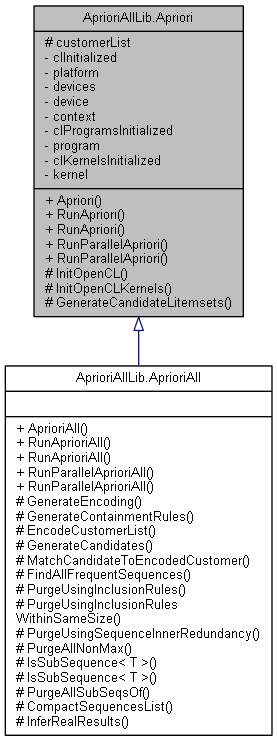 AprioriAllLib.Apriori
# customerList
- clInitialized
- platform
- devices
- device
- context
- clProgramsInitialized
- program
- clKernelsInitialized
- kernel
+ Apriori()
+ RunApriori()
+ RunApriori()
+ RunParallelApriori()
+ RunParallelApriori()
# InitOpenCL()
# InitOpenCLKernels()
# GenerateCandidateLitemsets()
AprioriAllLib.AprioriAll
+ AprioriAll()
+ RunAprioriAll()
+ RunAprioriAll()
+ RunParallelAprioriAll()
+ RunParallelAprioriAll()
# GenerateEncoding()
# GenerateContainmentRules()
# EncodeCustomerList()
# GenerateCandidates()
# MatchCandidateToEncodedCustomer()
# FindAllFrequentSequences()
# PurgeUsingInclusionRules()
# PurgeUsingInclusionRules
WithinSameSize()
# PurgeUsingSequenceInnerRedundancy()
# PurgeAllNonMax()
# IsSubSequence< T >()
# IsSubSequence< T >()
# PurgeAllSubSeqsOf()
# CompactSequencesList()
# InferRealResults()